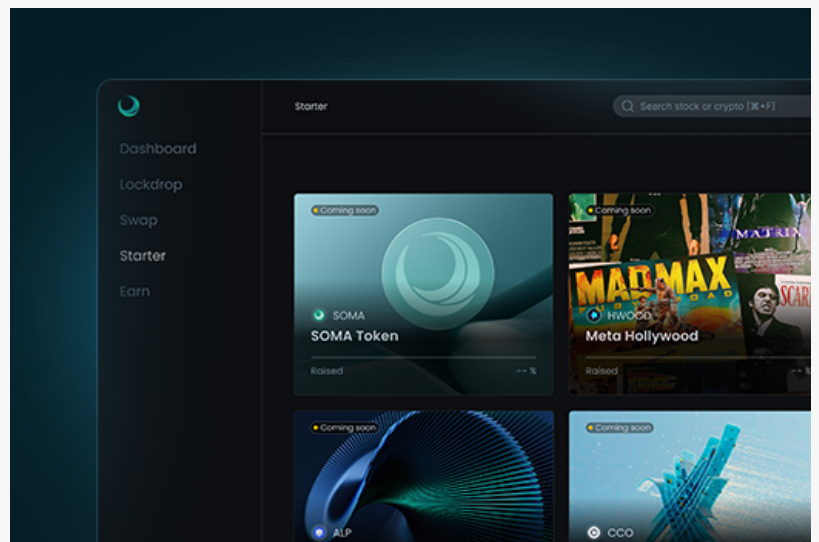 Starter
Search stock or crypto [⌘+F]
Dashboard
Lockdrop
Swap
Starter
Earn
Coming soon
SOMA
SOMA Token
Raised
-- %
Coming soon
MATRIX
MAD MAX
SCAR
HWOOD
Meta Hollywood
Raised
-- %
Coming soon
ALP
Coming soon
CCO